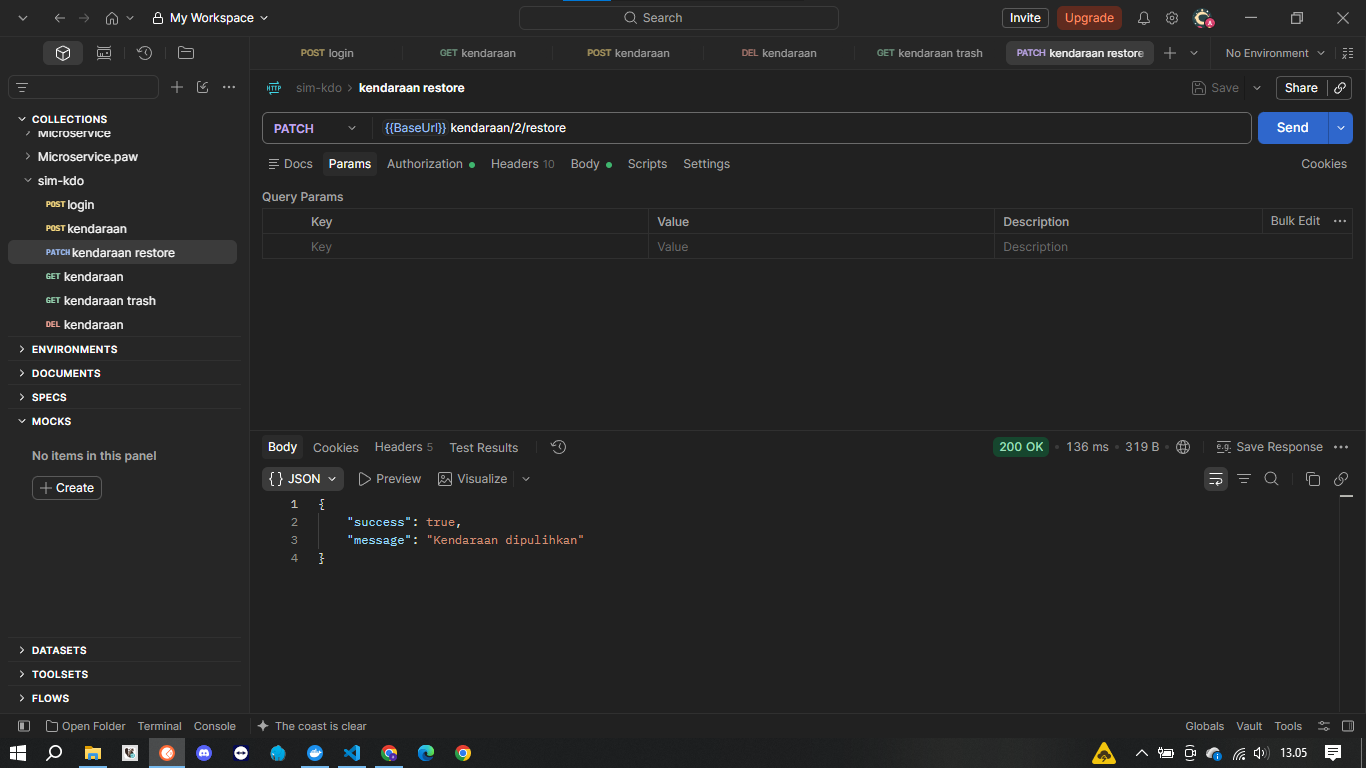 My Workspace
Search
Invite
Upgrade
POST login
GET kendaraan
POST kendaraan
DEL kendaraan
GET kendaraan trash
PATCH kendaraan restore
No Environment
HTTP sim-kdo > kendaraan restore
Save
Share
PATCH
{{BaseUrl}} kendaraan/2/restore
Send
Docs
Params
Authorization
Headers 10
Body
Scripts
Settings
Cookies
Query Params
Key Value Description Bulk Edit
Key Value Description
COLLECTIONS
Microservice
Microservice.paw
sim-kdo
POST login
POST kendaraan
PATCH kendaraan restore
GET kendaraan
GET kendaraan trash
DEL kendaraan
ENVIRONMENTS
DOCUMENTS
SPECS
MOCKS
No items in this panel
Create
DATASETS
TOOLSETS
FLOWS
Body
Cookies
Headers 5
Test Results
200 OK
136 ms
319 B
e.g. Save Response
{} JSON
Preview
Visualize
1 {
2 "success": true,
3 "message": "Kendaraan dipulihkan"
4 }
Open Folder
Terminal
Console
The coast is clear
Globals
Vault
Tools
13.05